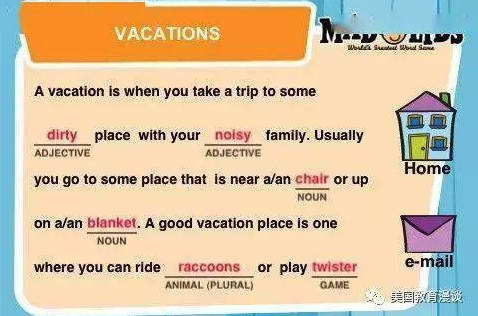 VACATIONS
MAD LIBS
World's Greatest Word Game
A vacation is when you take a trip to some
dirty place with your noisy family. Usually
ADJECTIVE ADJECTIVE
you go to some place that is near a/an chair or up
NOUN
on a/an blanket. A good vacation place is one
NOUN
where you can ride raccoons or play twister
ANIMAL (PLURAL) GAME
Home
e-mail
美国教育漫谈